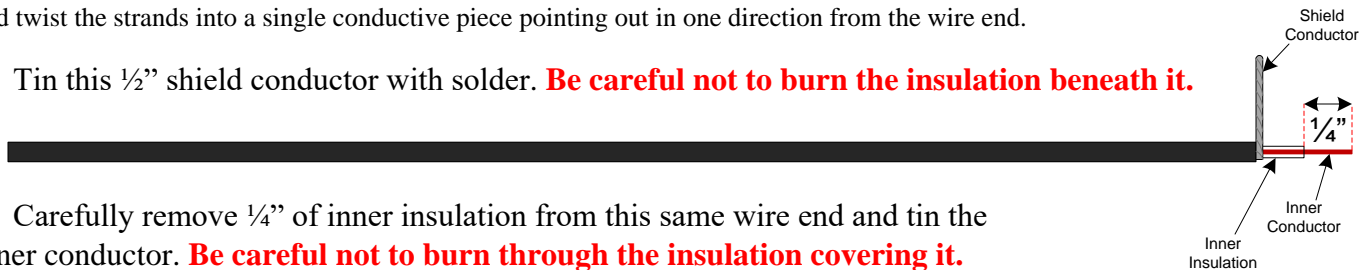 d twist the strands into a single conductive piece pointing out in one direction from the wire end.
Shield
Conductor
Tin this ½” shield conductor with solder. Be careful not to burn the insulation beneath it.
¼”
Carefully remove ¼” of inner insulation from this same wire end and tin the
ner conductor. Be careful not to burn through the insulation covering it.
Inner
Conductor
Inner
Insulation